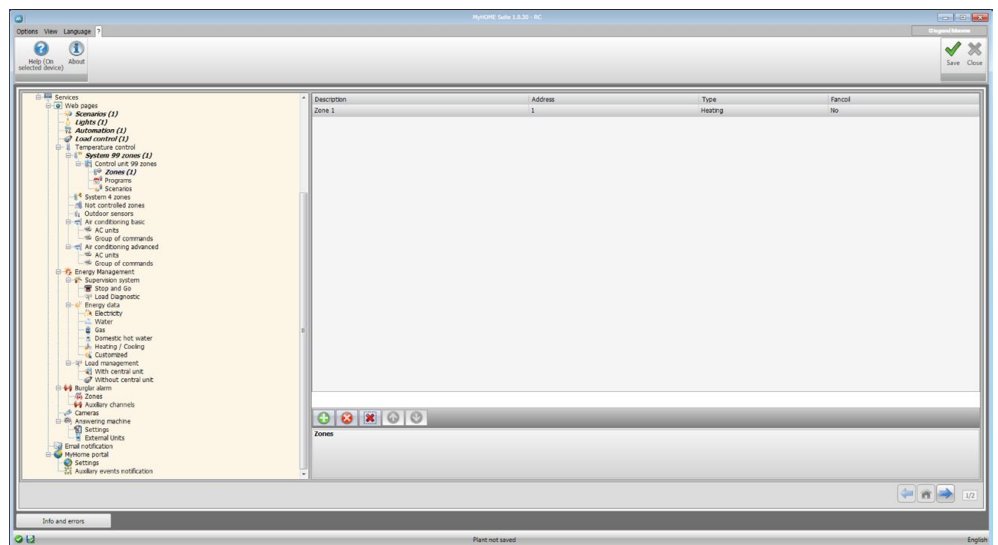 MyHOME Suite 1.0.20 - RC
Options View Language ?
Help (On selected device)
About
Save
Close
Services
Web pages
Scenarios (1)
Lights (1)
Automation (1)
Load control (1)
Temperature control
System 99 zones (1)
Control unit 99 zones
Zones (1)
Programs
Scenarios
System 4 zones
Not controlled zones
Outdoor sensors
Air conditioning basic
AC units
Group of commands
Air conditioning advanced
AC units
Group of commands
Energy Management
Supervision system
Stop and Go
Load Diagnostic
Energy data
Electricity
Water
Gas
Domestic hot water
Heating / Cooling
Customized
Load management
With central unit
Without central unit
Burglar alarm
Zones
Auxiliary channels
Cameras
Answering machine
Settings
External Units
Email notification
MyHome portal
Settings
Auxiliary events notification
Description Address Type Fancoil
Zone 1 1 Heating No
Zones
1/2
Info and errors
Plant not saved
English